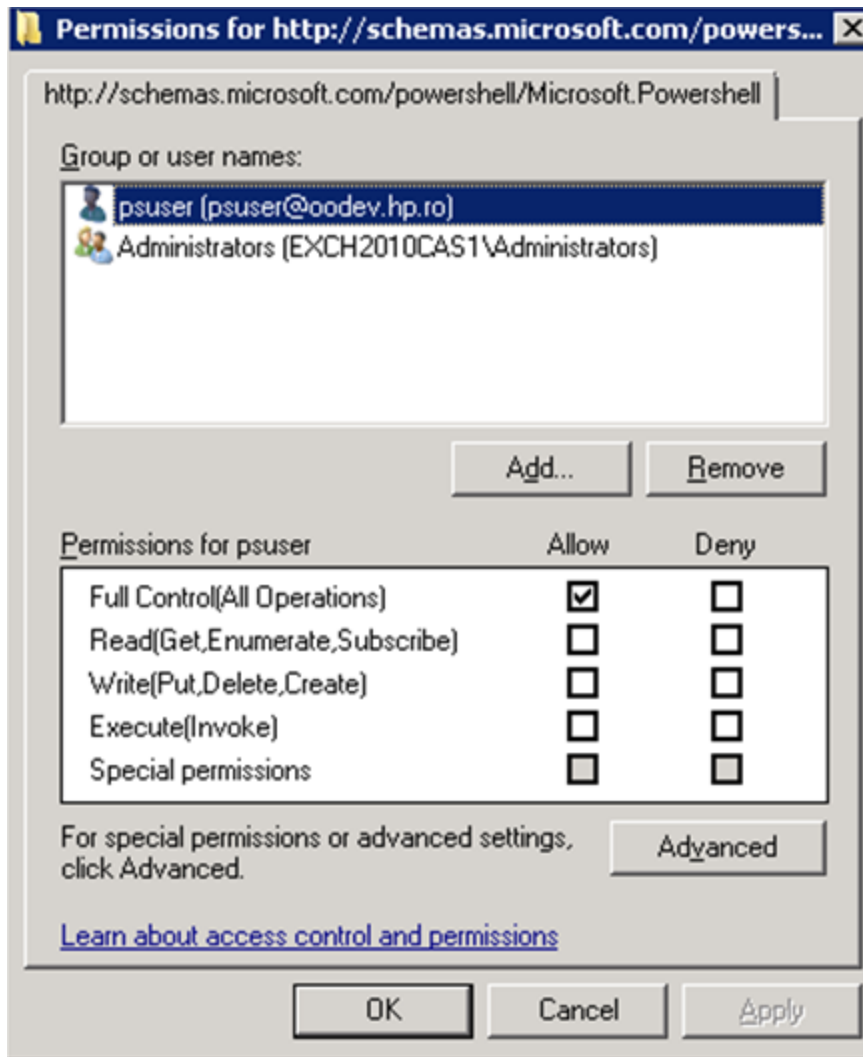 Permissions for http://schemas.microsoft.com/powers...
http://schemas.microsoft.com/powershell/Microsoft.Powershell
Group or user names:
psuser (psuser@oodev.hp.ro)
Administrators (EXCH2010CAS1\Administrators)
Add... Remove
Permissions for psuser Allow Deny
Full Control(All Operations)
Read(Get,Enumerate,Subscribe)
Write(Put,Delete,Create)
Execute(Invoke)
Special permissions
For special permissions or advanced settings,
click Advanced.
Advanced
Learn about access control and permissions
OK Cancel Apply